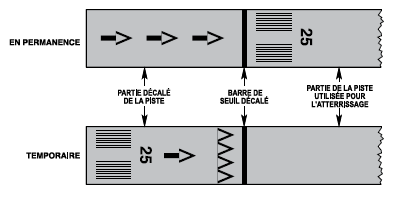 EN PERMANENCE
25
PARTIE DÉCALÉ
DE LA PISTE
BARRE DE
SEUIL DÉCALÉ
PARTIE DE LA PISTE
UTILISÉE POUR
L'ATTERRISSAGE
TEMPORAIRE
25